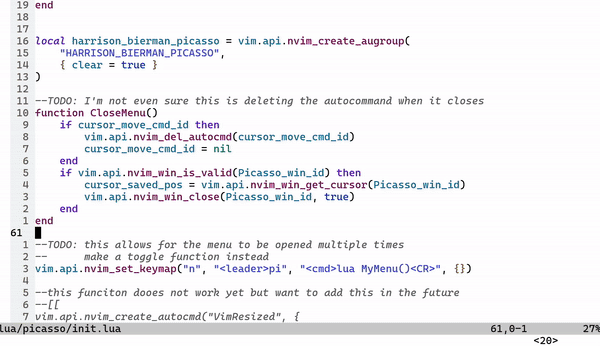 19 end
18
17
16 local harrison_bierman_picasso = vim.api.nvim_create_augroup(
15     "HARRISON_BIERMAN_PICASSO",
14     { clear = true }
13 )
12
11 --TODO: I'm not even sure this is deleting the autocommand when it closes
10 function CloseMenu()
9     if cursor_move_cmd_id then
8         vim.api.nvim_del_autocmd(cursor_move_cmd_id)
7         cursor_move_cmd_id = nil
6     end
5     if vim.api.nvim_win_is_valid(Picasso_win_id) then
4         cursor_saved_pos = vim.api.nvim_win_get_cursor(Picasso_win_id)
3         vim.api.nvim_win_close(Picasso_win_id, true)
2     end
1 end
61
1 --TODO: this allows for the menu to be opened multiple times
2 --      make a toggle function instead
3 vim.api.nvim_set_keymap("n", "<leader>pi", "<cmd>lua MyMenu()<CR>", {})
4
5 --this funciton dooes not work yet but want to add this in the future
6 --[[
7 vim.api.nvim_create_autocmd("VimResized", {
lua/picasso/init.lua 61,0-1 27%
<20>